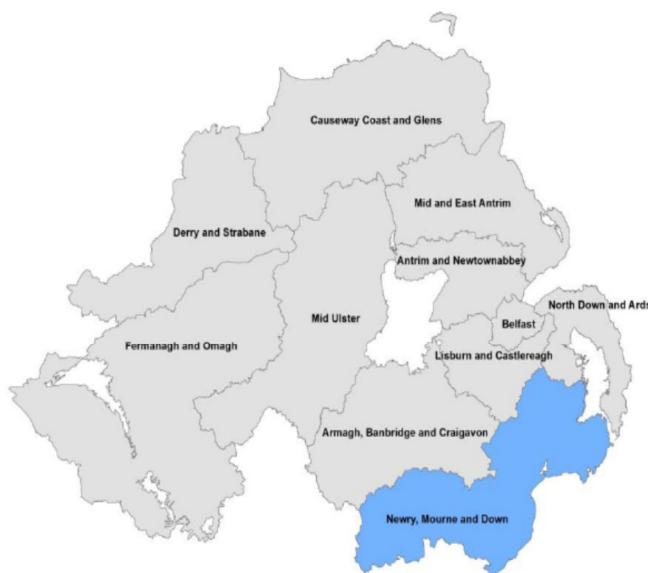 Causeway Coast and Glens
Mid and East Antrim
Derry and Strabane
Antrim and Newtownabbey
North Down and Ards
Mid Ulster
Belfast
Fermanagh and Omagh
Lisburn and Castlereagh
Armagh, Banbridge and Craigavon
Newry, Mourne and Down